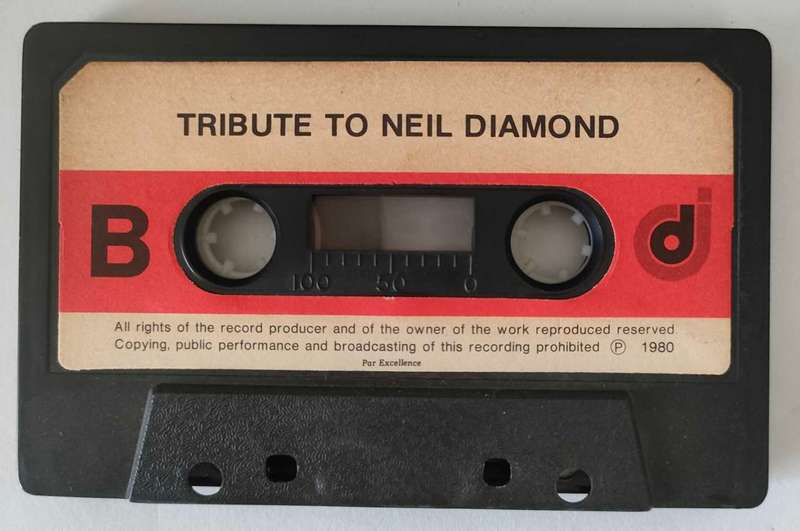 TRIBUTE TO NEIL DIAMOND
B
dj
100 50 0
All rights of the record producer and of the owner of the work reproduced reserved
Copying, public performance and broadcasting of this recording prohibited Ⓟ 1980
Par Excellence